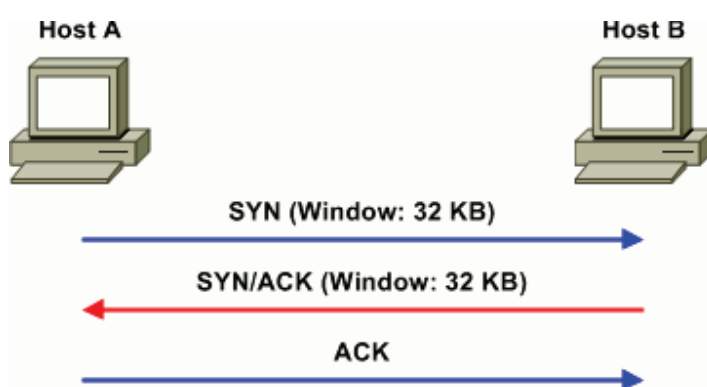 Host A
Host B
SYN (Window: 32 KB)
SYN/ACK (Window: 32 KB)
ACK